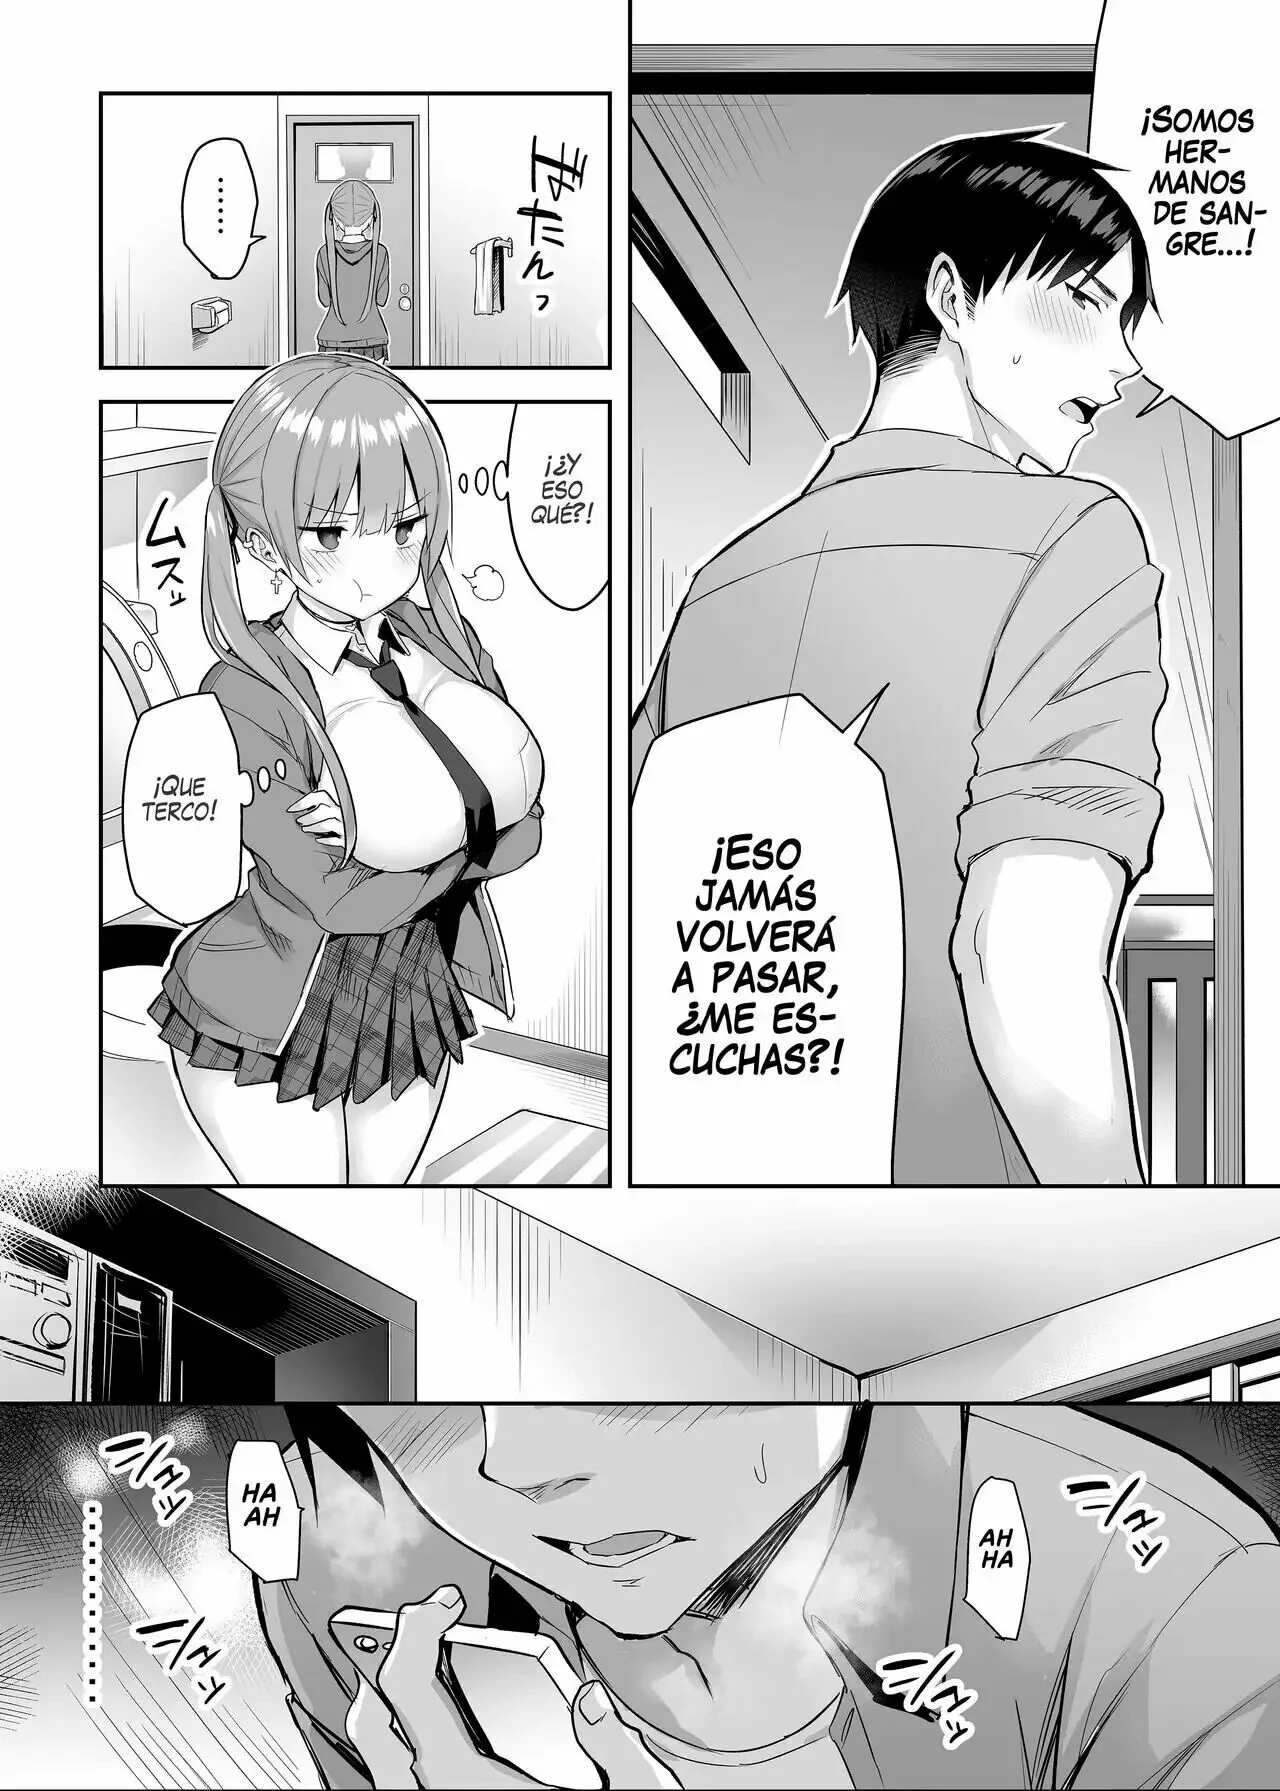 ¡SOMOS
HER-
MANOS
DE SAN-
GRE...!
¡ESO
JAMÁS
VOLVERÁ
A PASAR,
¿ME ES-
CUCHAS?!
......
ばたんっ
¡¿Y
ESO
QUÉ?!
ムスッ
¡QUE
TERCO!
AH
HA
HA
AH